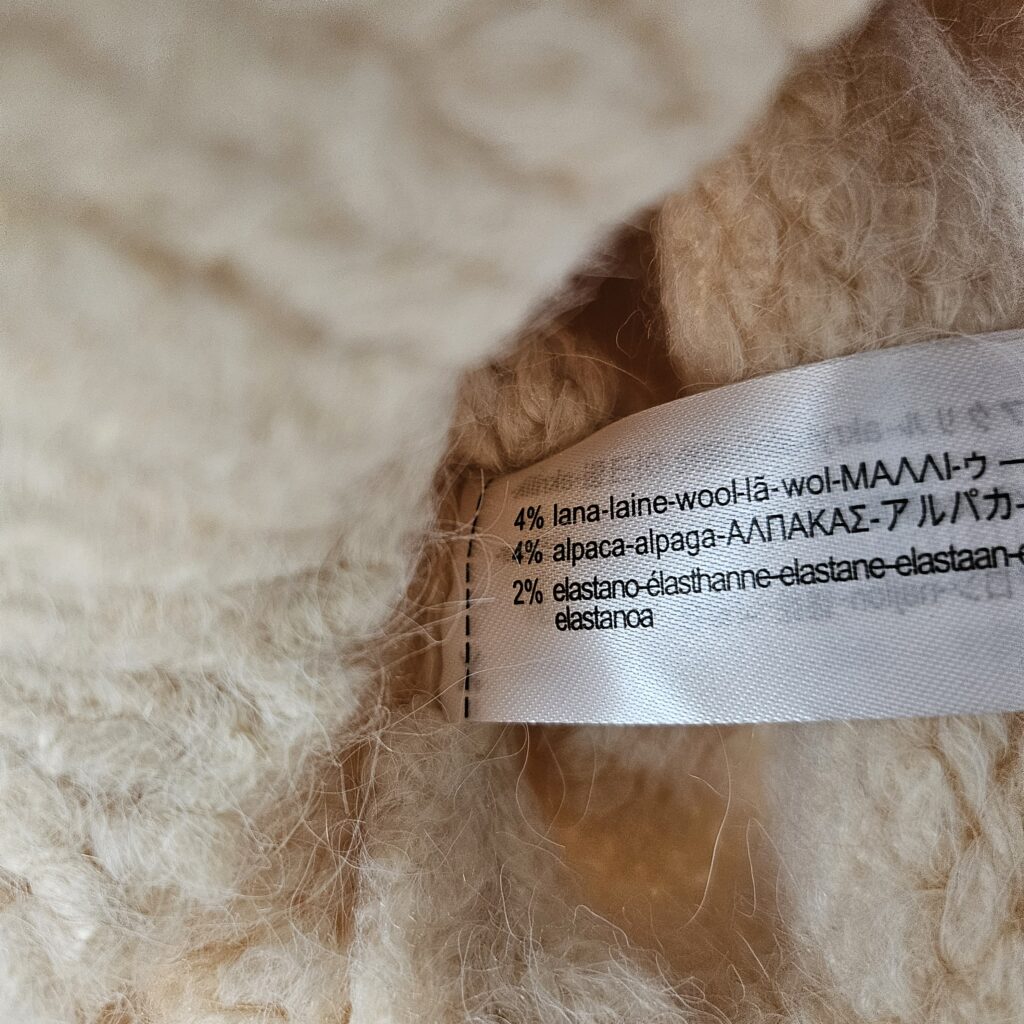 4% lana-laine-wool-lã-wol-ΜΑΛΛΙ-ウー
4% alpaca-alpaga-ΑΛΠΑΚΑΣ-アルパカ-
2% elastano-élasthanne-elastane-elastaan-
elastanoa